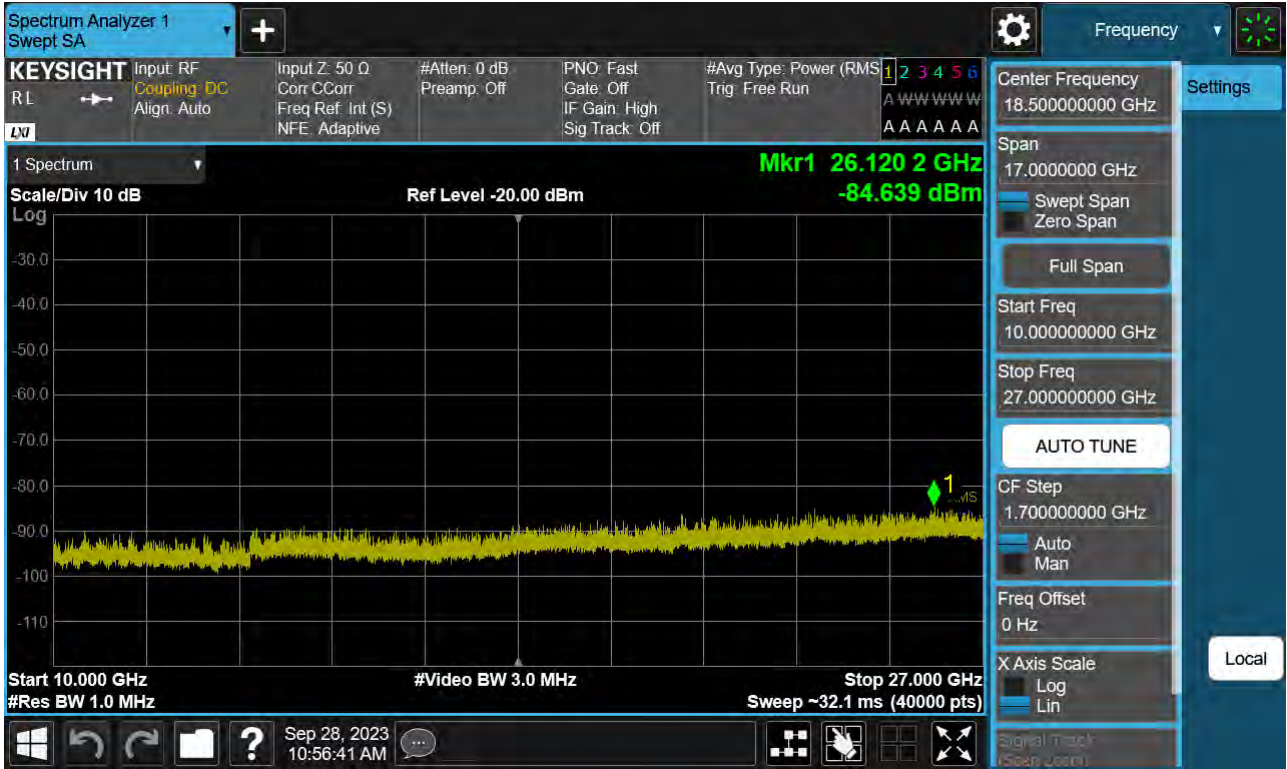 Spectrum Analyzer 1
Swept SA
+
Frequency
KEYSIGHT
RL
LXI
Input: RF
Coupling: DC
Align: Auto
Input Z: 50 Ω
Corr CCorr
Freq Ref: Int (S)
NFE: Adaptive
#Atten: 0 dB
Preamp: Off
PNO: Fast
Gate: Off
IF Gain: High
Sig Track: Off
#Avg Type: Power (RMS
Trig: Free Run
1 2 3 4 5 6
A W W W W W
A A A A A A
1 Spectrum
Mkr1 26.120 2 GHz
Scale/Div 10 dB
Ref Level -20.00 dBm
-84.639 dBm
Log
-30.0
-40.0
-50.0
-60.0
-70.0
-80.0
-90.0
-100
-110
1
Start 10.000 GHz
#Video BW 3.0 MHz
Stop 27.000 GHz
#Res BW 1.0 MHz
Sweep ~32.1 ms (40000 pts)
Center Frequency
18.500000000 GHz
Settings
Span
17.0000000 GHz
Swept Span
Zero Span
Full Span
Start Freq
10.000000000 GHz
Stop Freq
27.000000000 GHz
AUTO TUNE
CF Step
1.700000000 GHz
Auto
Man
Freq Offset
0 Hz
X Axis Scale
Log
Lin
Local
Signal Track
(Span Zoom)
?
Sep 28, 2023
10:56:41 AM